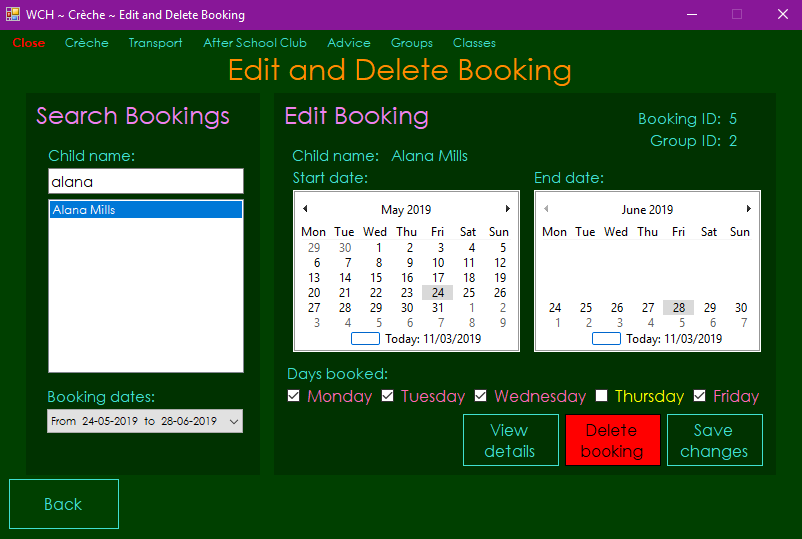 WCH ~ Crèche ~ Edit and Delete Booking
Close Crèche Transport After School Club Advice Groups Classes
Edit and Delete Booking
Search Bookings
Child name:
alana
Alana Mills
Booking dates:
From 24-05-2019 to 28-06-2019
Edit Booking
Booking ID: 5
Group ID: 2
Child name: Alana Mills
Start date:
May 2019
Mon Tue Wed Thu Fri Sat Sun
29 30 1 2 3 4 5
6 7 8 9 10 11 12
13 14 15 16 17 18 19
20 21 22 23 24 25 26
27 28 29 30 31 1 2
3 4 5 6 7 8 9
Today: 11/03/2019
End date:
June 2019
Mon Tue Wed Thu Fri Sat Sun
24 25 26 27 28 29 30
1 2 3 4 5 6 7
Today: 11/03/2019
Days booked:
Monday Tuesday Wednesday Thursday Friday
View
details
Delete
booking
Save
changes
Back